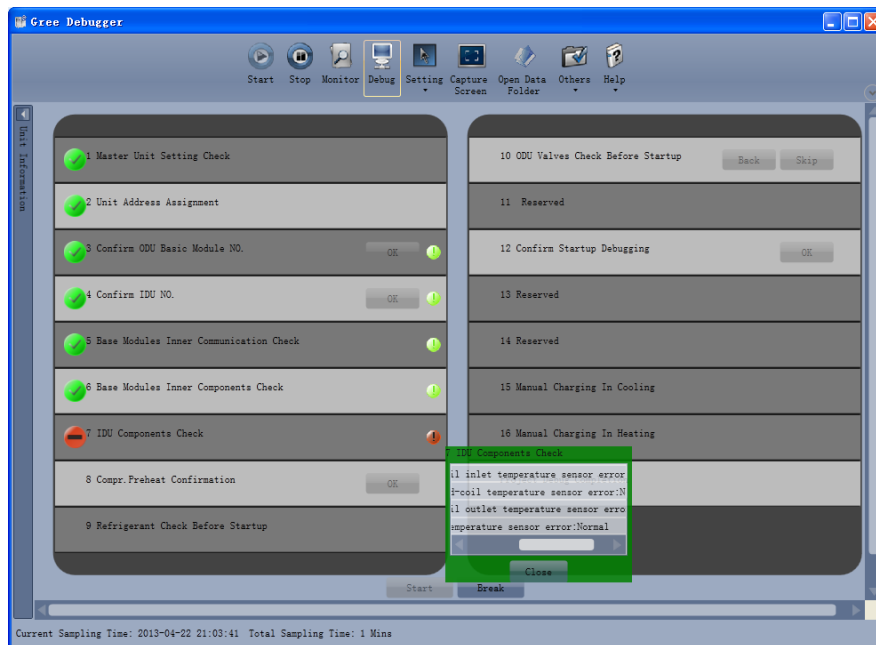 Gree Debugger
Start Stop Monitor Debug Setting Capture Screen Open Data Folder Others Help
Unit Information
1 Master Unit Setting Check
2 Unit Address Assignment
3 Confirm ODU Basic Module NO. OK
4 Confirm IDU NO. OK
5 Base Modules Inner Communication Check
6 Base Modules Inner Components Check
7 IDU Components Check
8 Compr.Preheat Confirmation OK
9 Refrigerant Check Before Startup
10 ODU Valves Check Before Startup Back Skip
11 Reserved
12 Confirm Startup Debugging OK
13 Reserved
14 Reserved
15 Manual Charging In Cooling
16 Manual Charging In Heating
7 IDU Components Check
il inlet temperature sensor error
d-coil temperature sensor error:N
il outlet temperature sensor erro
emperature sensor error:Normal
Close
Start Break
Current Sampling Time: 2013-04-22 21:03:41 Total Sampling Time: 1 Mins